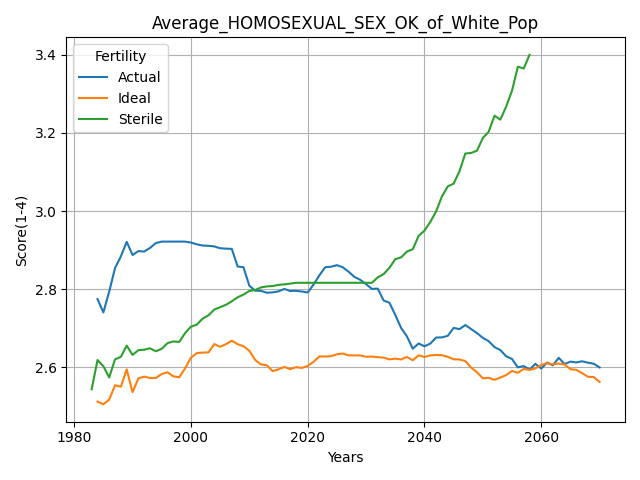 Average_HOMOSEXUAL_SEX_OK_of_White_Pop
Fertility
Actual
Ideal
Sterile
Score(1-4)
3.4
3.2
3.0
2.8
2.6
1980 2000 2020 2040 2060
Years